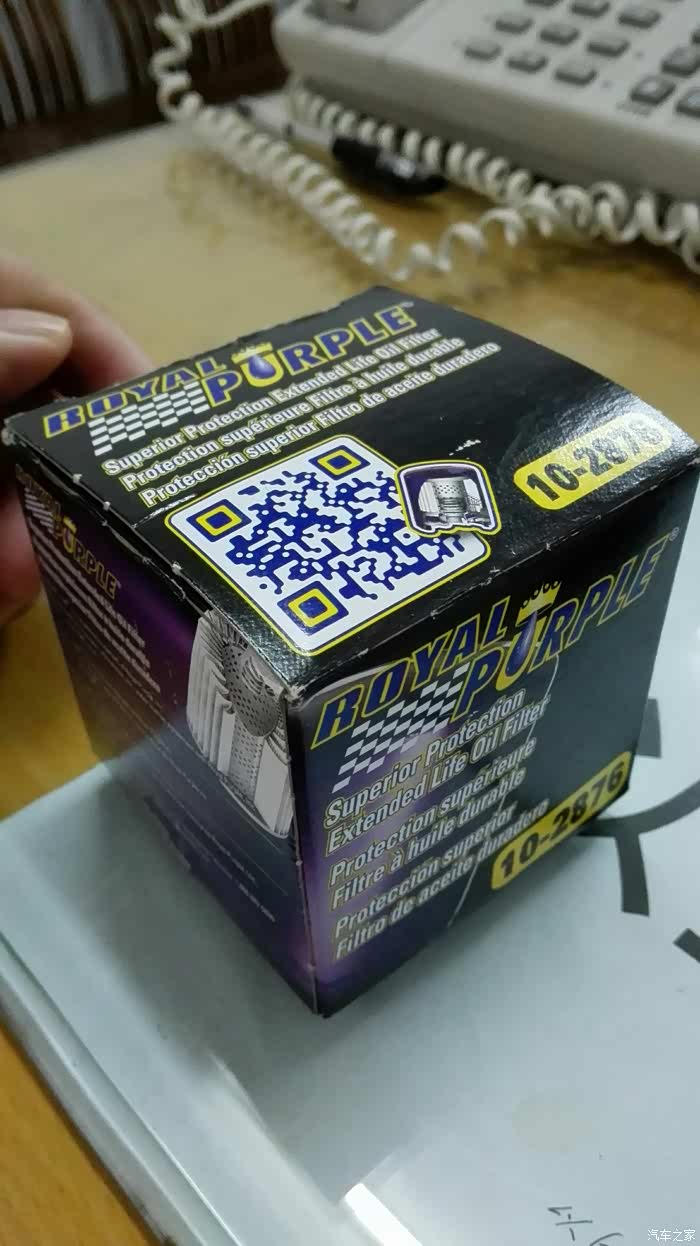 ROYAL PURPLE™
Superior Protection Extended Life Oil Filter
Protection supérieure Filtre à huile durable
Protección superior Filtro de aceite duradero
10-2876
ROYAL PURPLE
ROYAL PURPLE®
Superior Protection
Extended Life Oil Filter
Protection supérieure
Filtre à huile durable
Protección superior
Filtro de aceite duradero
10-2876
汽车之家